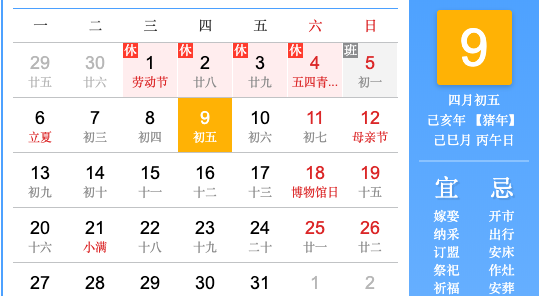 一 二 三 四 五 六 日
休 休 休 休 班
29 30 1 2 3 4 5
廿五 廿六 劳动节 廿八 廿九 五四青... 初一
6 7 8 9 10 11 12
立夏 初三 初四 初五 初六 初七 母亲节
13 14 15 16 17 18 19
初九 初十 十一 十二 十三 博物馆日 十五
20 21 22 23 24 25 26
十六 小满 十八 十九 二十 廿一 廿二
27 28 29 30 31 1 2
9
四月初五
己亥年 【猪年】
己巳月 丙午日
宜 忌
嫁娶 开市
纳采 出行
订盟 安床
祭祀 作灶
祈福 安葬